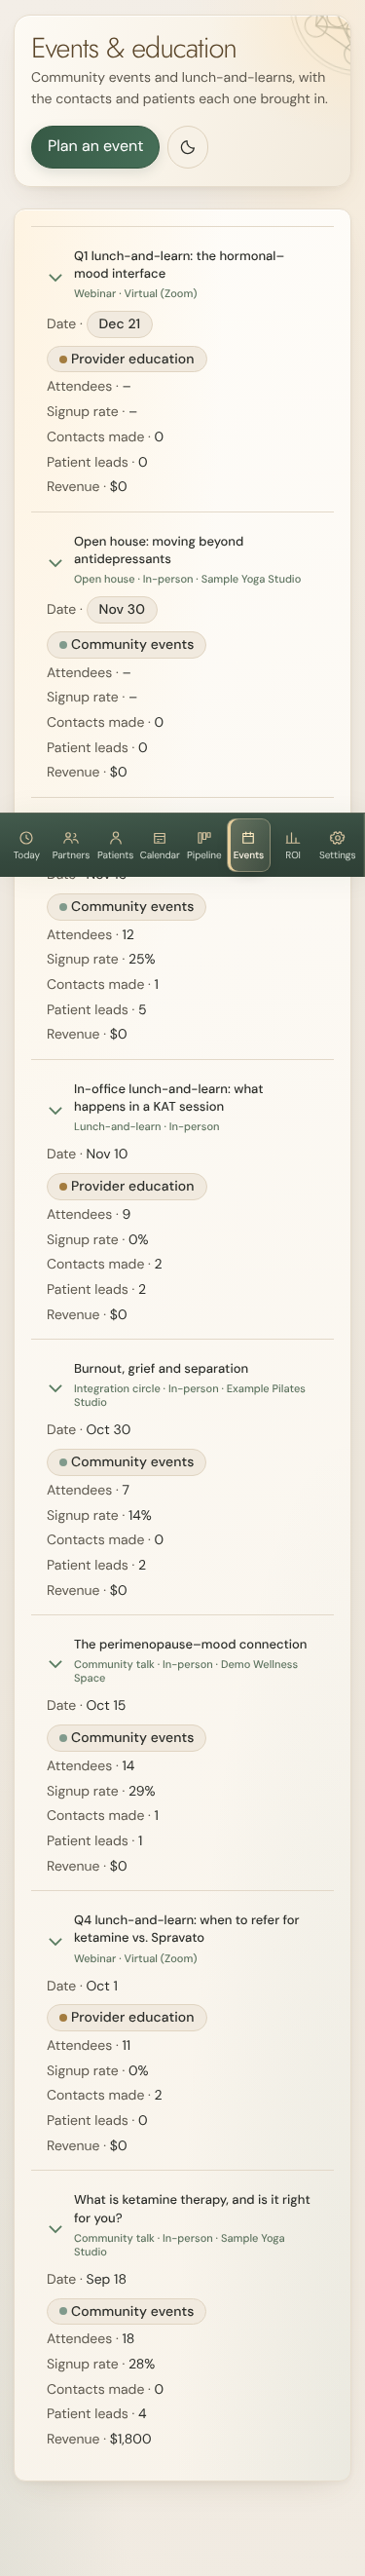 Events & education
Community events and lunch-and-learns, with
the contacts and patients each one brought in.
Plan an event
Q1 lunch-and-learn: the hormonal–
mood interface
Webinar · Virtual (Zoom)
Date · Dec 21
Provider education
Attendees · –
Signup rate · –
Contacts made · 0
Patient leads · 0
Revenue · $0
Open house: moving beyond
antidepressants
Open house · In-person · Sample Yoga Studio
Date · Nov 30
Community events
Attendees · –
Signup rate · –
Contacts made · 0
Patient leads · 0
Revenue · $0
Today
Partners
Patients
Calendar
Pipeline
Events
ROI
Settings
Community events
Attendees · 12
Signup rate · 25%
Contacts made · 1
Patient leads · 5
Revenue · $0
In-office lunch-and-learn: what
happens in a KAT session
Lunch-and-learn · In-person
Date · Nov 10
Provider education
Attendees · 9
Signup rate · 0%
Contacts made · 2
Patient leads · 2
Revenue · $0
Burnout, grief and separation
Integration circle · In-person · Example Pilates
Studio
Date · Oct 30
Community events
Attendees · 7
Signup rate · 14%
Contacts made · 0
Patient leads · 2
Revenue · $0
The perimenopause–mood connection
Community talk · In-person · Demo Wellness
Space
Date · Oct 15
Community events
Attendees · 14
Signup rate · 29%
Contacts made · 1
Patient leads · 1
Revenue · $0
Q4 lunch-and-learn: when to refer for
ketamine vs. Spravato
Webinar · Virtual (Zoom)
Date · Oct 1
Provider education
Attendees · 11
Signup rate · 0%
Contacts made · 2
Patient leads · 0
Revenue · $0
What is ketamine therapy, and is it right
for you?
Community talk · In-person · Sample Yoga
Studio
Date · Sep 18
Community events
Attendees · 18
Signup rate · 28%
Contacts made · 0
Patient leads · 4
Revenue · $1,800